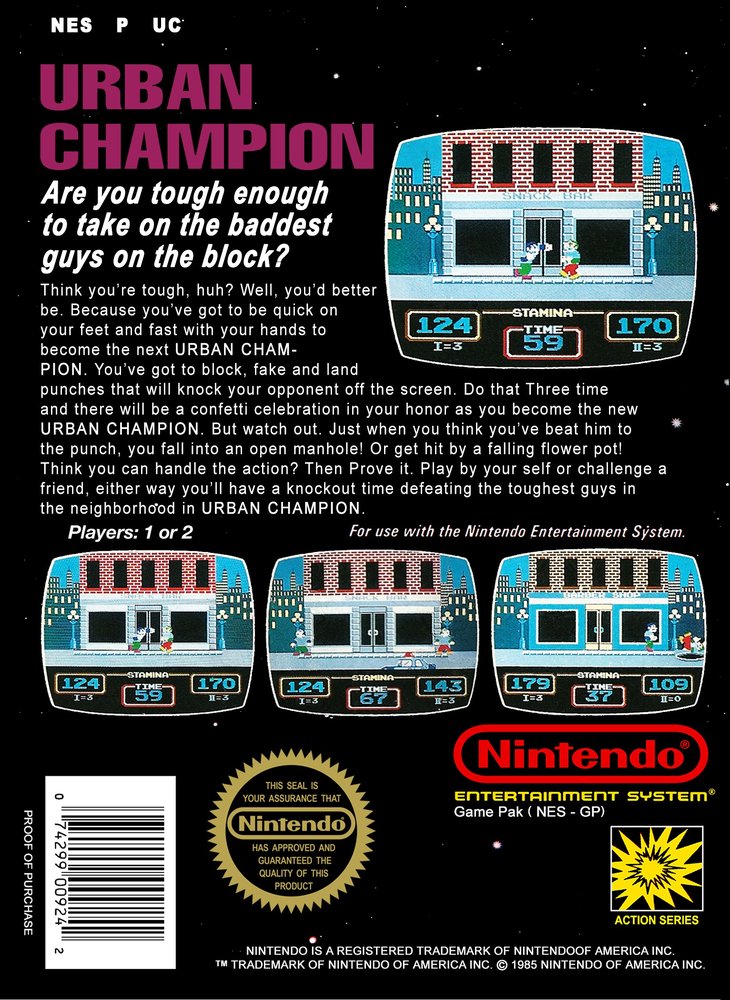 NES P UC
URBAN
CHAMPION
Are you tough enough
to take on the baddest
guys on the block?
Think you're tough, huh? Well, you'd better
be. Because you've got to be quick on
your feet and fast with your hands to
become the next URBAN CHAM-
PION. You've got to block, fake and land
punches that will knock your opponent off the screen. Do that Three time
and there will be a confetti celebration in your honor as you become the new
URBAN CHAMPION. But watch out. Just when you think you've beat him to
the punch, you fall into an open manhole! Or get hit by a falling flower pot!
Think you can handle the action? Then Prove it. Play by your self or challenge a
friend, either way you'll have a knockout time defeating the toughest guys in
the neighborhood in URBAN CHAMPION.
SNACK BAR
STAMINA
124 TIME 170
I=3 59 II=3
Players: 1 or 2
For use with the Nintendo Entertainment System.
SNACK BAR
STAMINA
124 TIME 170
I=3 59 II=3
STAMINA
124 TIME 143
I=3 67 II=3
BARBER SHOP
STAMINA
179 TIME 109
I=3 37 II=0
Nintendo®
ENTERTAINMENT SYSTEM®
Game Pak ( NES - GP)
ACTION SERIES
THIS SEAL IS
YOUR ASSURANCE THAT
Nintendo®
HAS APPROVED AND
GUARANTEED THE
QUALITY OF THIS
PRODUCT
PROOF OF PURCHASE
0 74299 00924 2
NINTENDO IS A REGISTERED TRADEMARK OF NINTENDOOF AMERICA INC.
™ TRADEMARK OF NINTENDO OF AMERICA INC. © 1985 NINTENDO OF AMERICA INC.